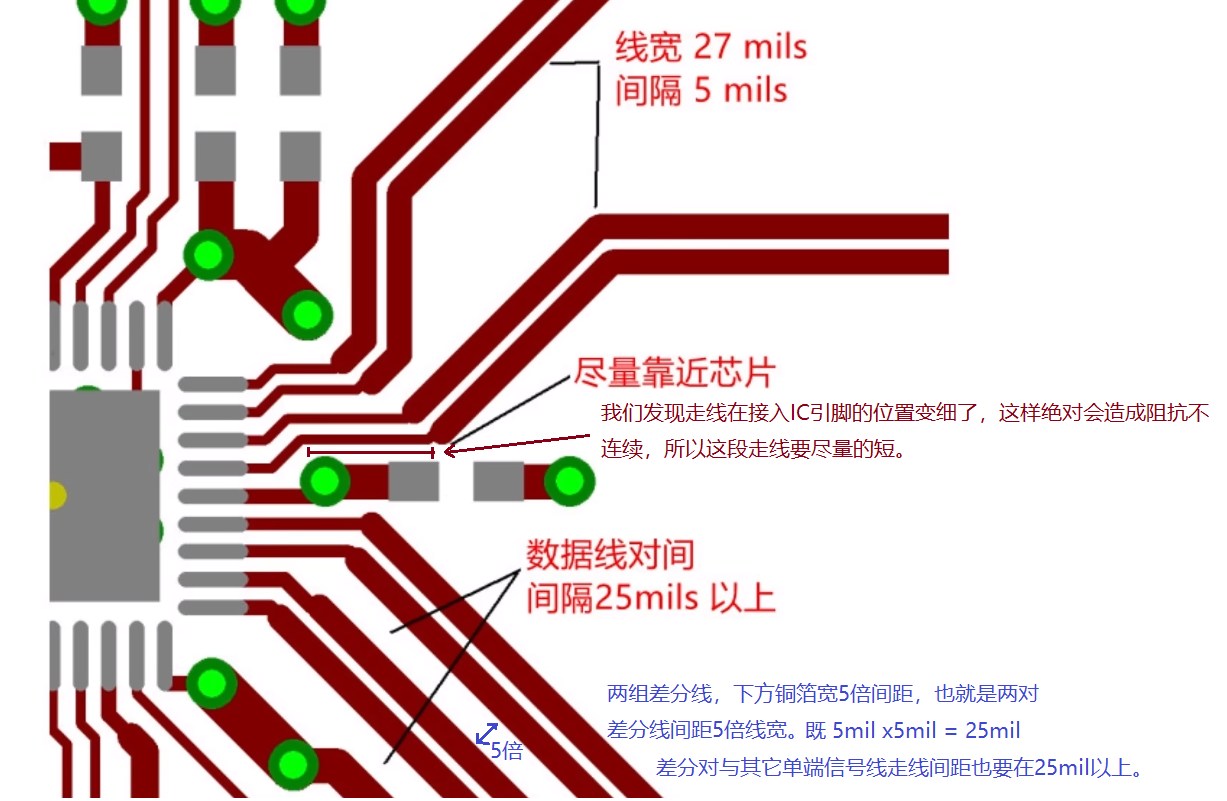 线宽 27 mils
间隔 5 mils
尽量靠近芯片
我们发现走线在接入IC引脚的位置变细了，这样绝对会造成阻抗不
连续，所以这段走线要尽量的短。
数据线对间
间隔25mils 以上
两组差分线，下方铜箔宽5倍间距，也就是两对
差分线间距5倍线宽。既 5mil x5mil = 25mil
5倍
差分对与其它单端信号线走线间距也要在25mil以上。